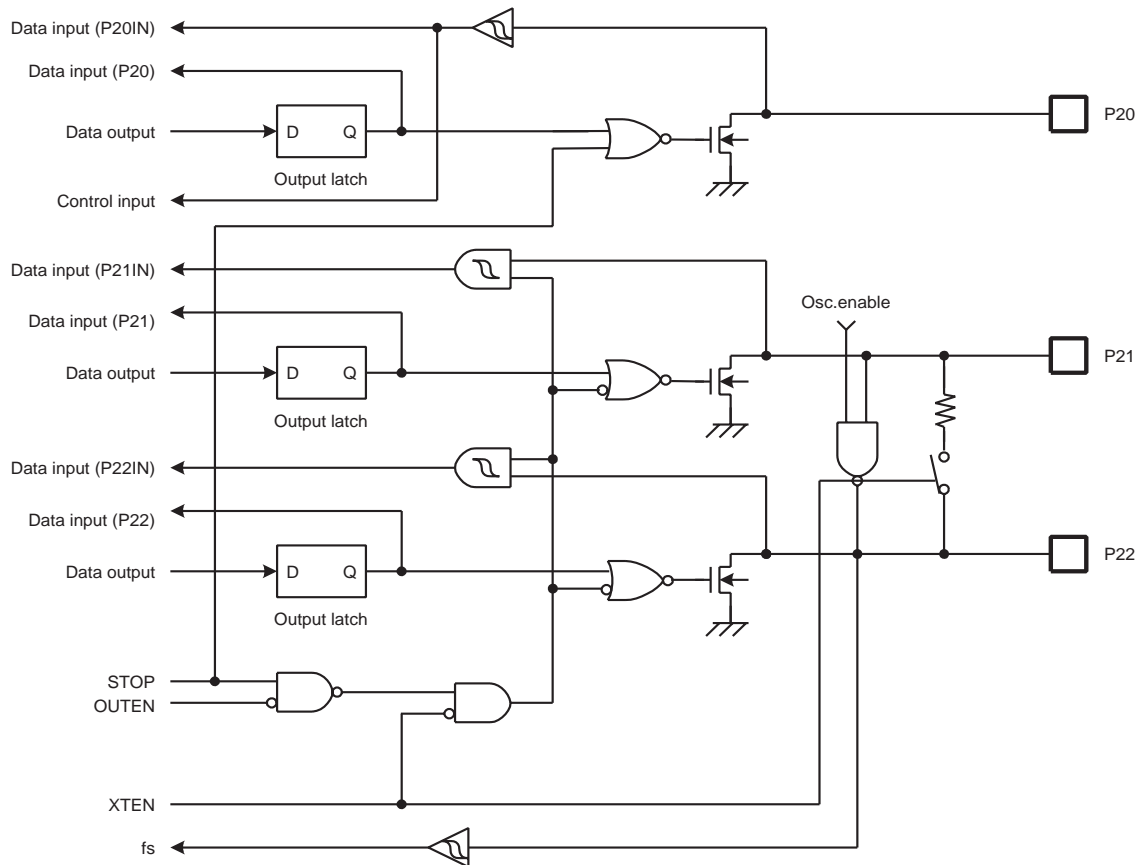 Data input (P20IN)
Data input (P20)
Data output
D Q
P20
Output latch
Control input
Data input (P21IN)
Osc.enable
Data input (P21)
P21
Data output
D Q
Output latch
Data input (P22IN)
Data input (P22)
P22
Data output
D Q
Output latch
STOP
OUTEN
XTEN
fs